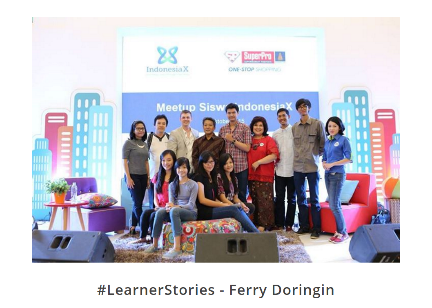 IndonesiaX
SuperPro
ONE-STOP SHOPPING
Meetup Siswa IndonesiaX
#LearnerStories - Ferry Doringin